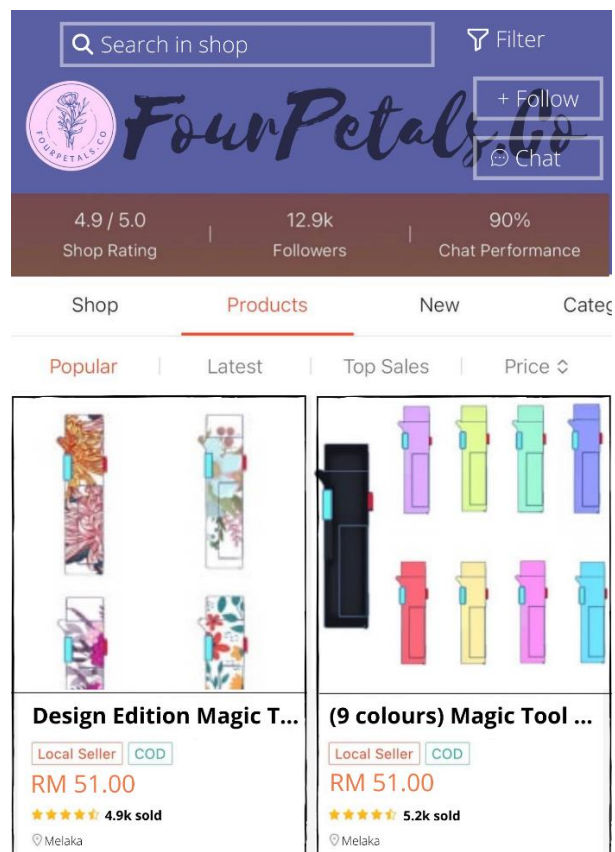 Search in shop
Filter
FourPetals.Co
FOURPETALS.CO
+ Follow
Chat
4.9 / 5.0
12.9k
90%
Shop Rating
Followers
Chat Performance
Shop
Products
New
Categ
Popular
Latest
Top Sales
Price
Design Edition Magic T...
(9 colours) Magic Tool ...
Local Seller
COD
Local Seller
COD
RM 51.00
RM 51.00
4.9k sold
5.2k sold
Melaka
Melaka